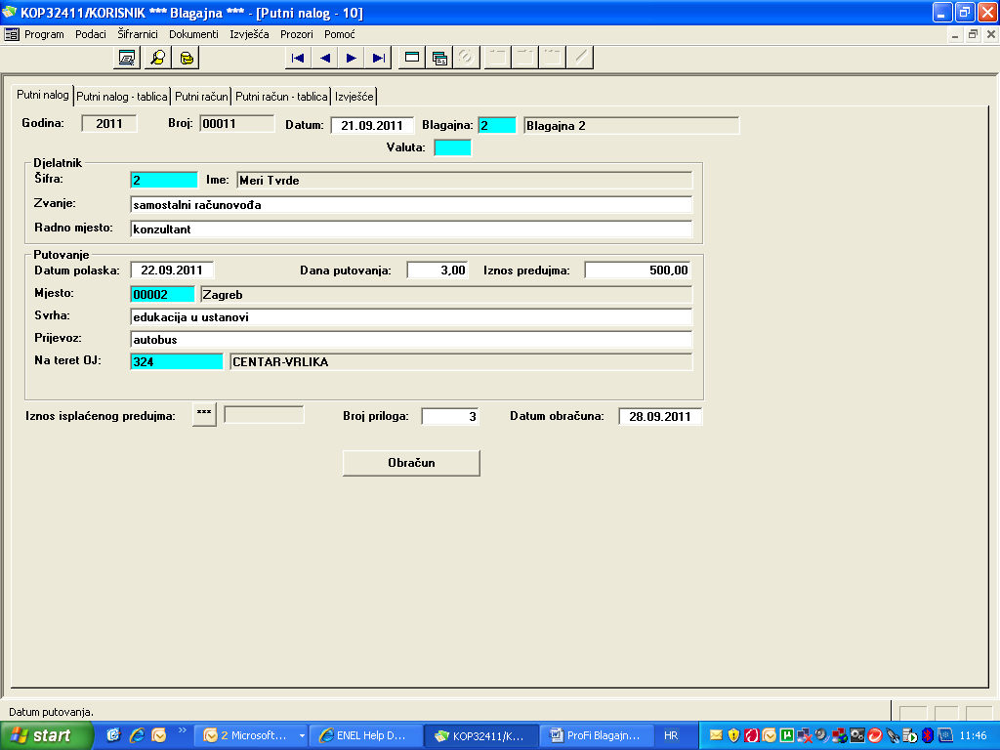 KOP32411/KORISNIK *** Blagajna *** - [Putni nalog - 10]
Program Podaci Šifrarnici Dokumenti Izvješća Prozori Pomoć
Putni nalog Putni nalog - tablica Putni račun Putni račun - tablica Izvješće
Godina: 2011 Broj: 00011 Datum: 21.09.2011 Blagajna: 2 Blagajna 2
Valuta:
Djelatnik
Šifra: 2 Ime: Meri Tvrde
Zvanje: samostalni računovođa
Radno mjesto: konzultant
Putovanje
Datum polaska: 22.09.2011 Dana putovanja: 3,00 Iznos predujma: 500,00
Mjesto: 00002 Zagreb
Svrha: edukacija u ustanovi
Prijevoz: autobus
Na teret OJ: 324 CENTAR-VRLIKA
Iznos isplaćenog predujma: *** Broj priloga: 3 Datum obračuna: 28.09.2011
Obračun
Datum putovanja.
start 2 Microsoft... ENEL Help D... KOP32411/K... ProFi Blagajn... HR 11:46